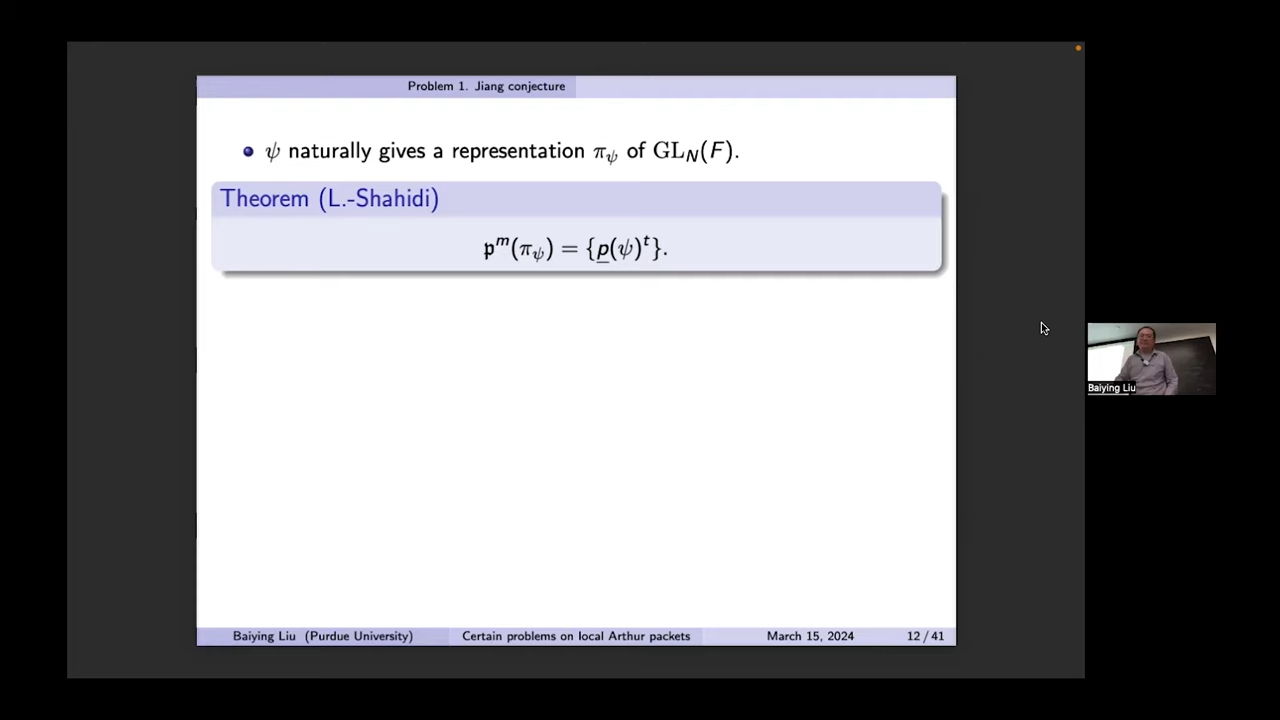 Problem 1. Jiang conjecture
ψ naturally gives a representation π_ψ of GL_N(F).
Theorem (L.-Shahidi)
𝔭^m(π_ψ) = {p(ψ)^t}.
Baiying Liu (Purdue University) Certain problems on local Arthur packets March 15, 2024 12 / 41
Baiying Liu